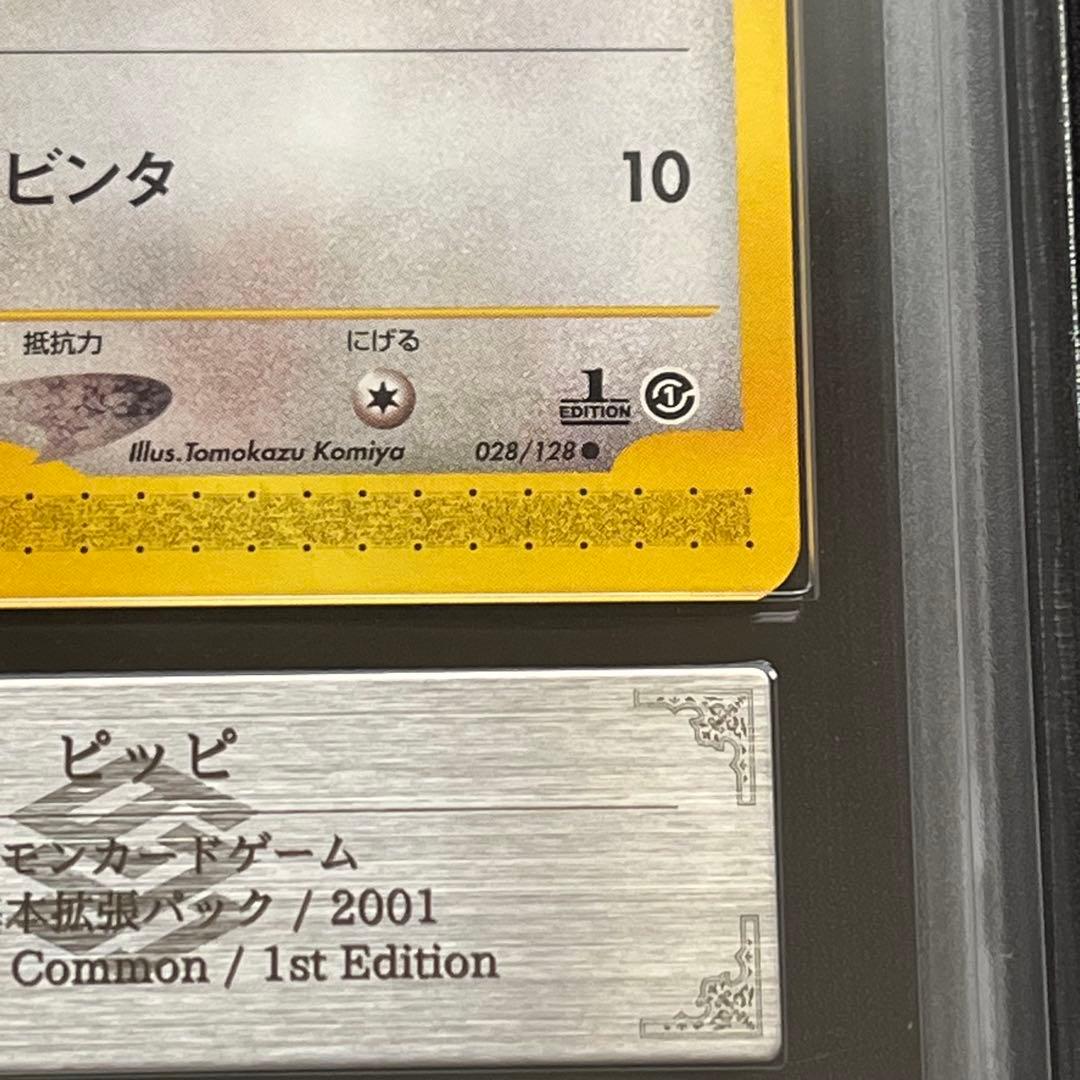 ビンタ 10
抵抗力 にげる
1 EDITION
Illus.Tomokazu Komiya 028/128●
ピッピ
モンカードゲーム
本拡張パック / 2001
Common / 1st Edition